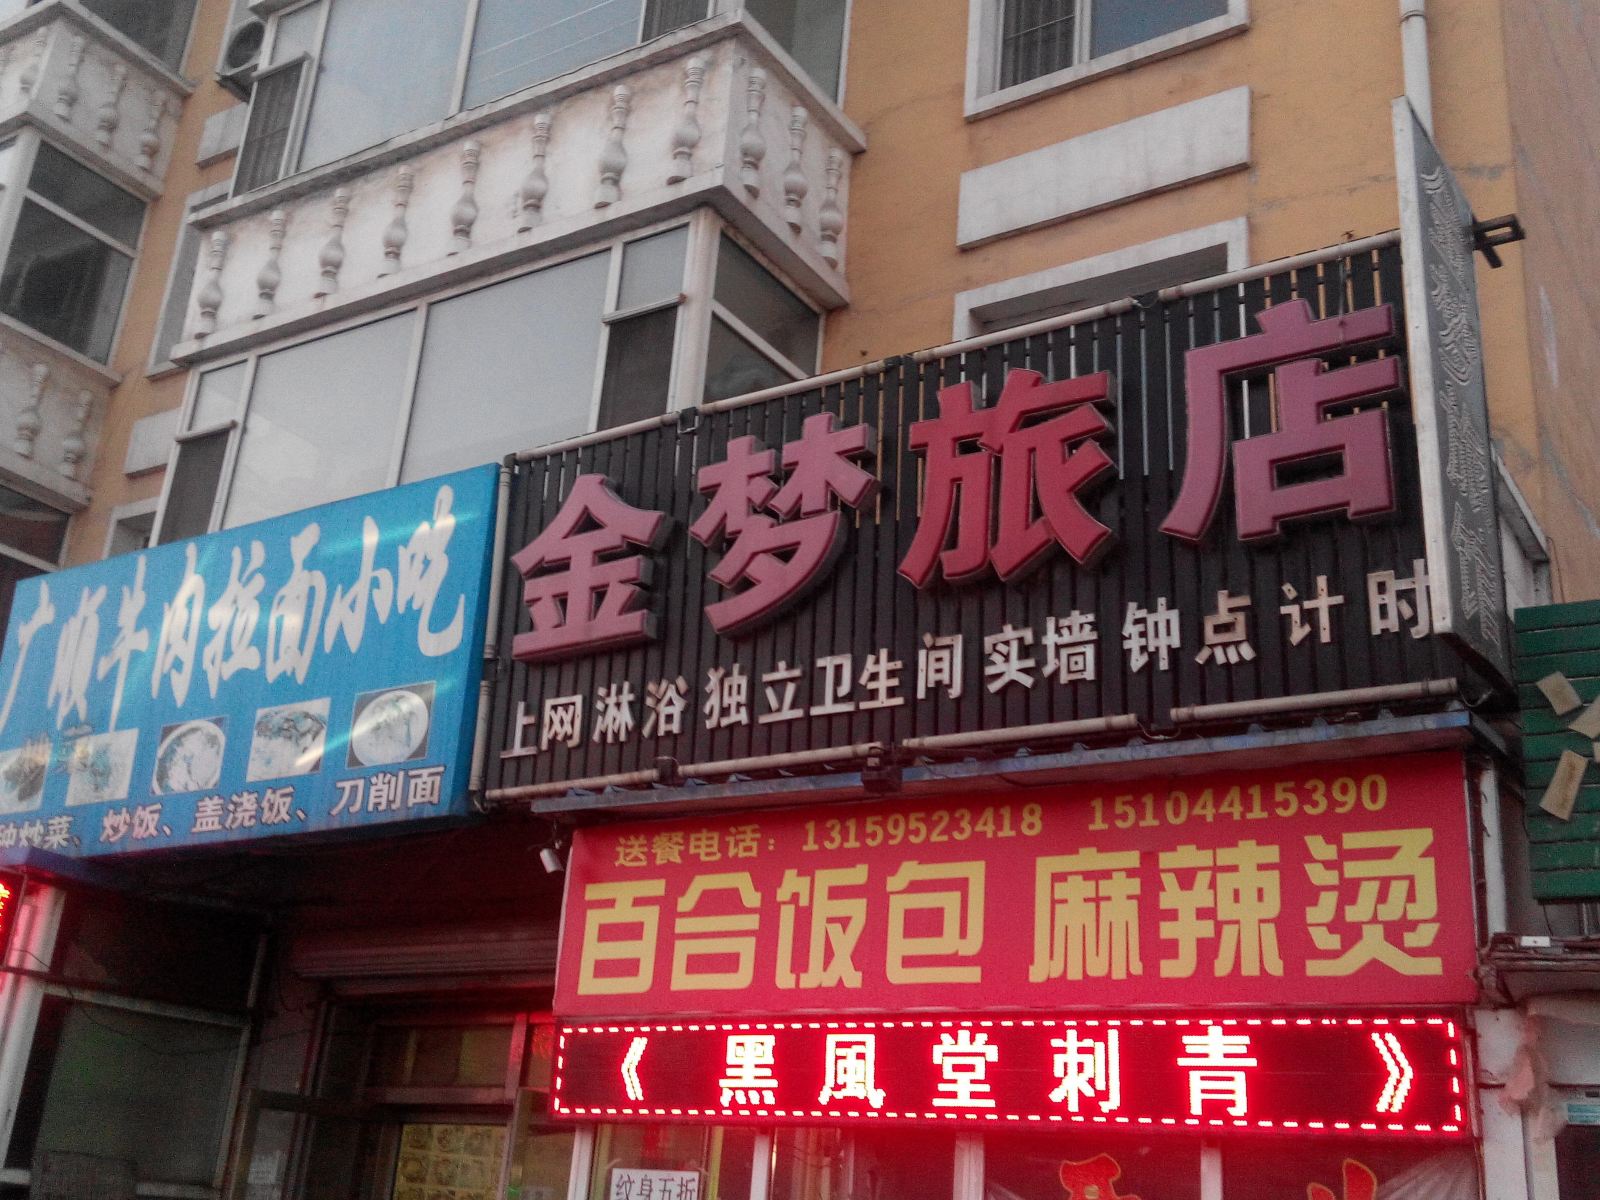 广顺牛肉拉面小吃
炒菜、炒饭、盖浇饭、刀削面
金梦旅店
上网淋浴独立卫生间实墙钟点计时
送餐电话：13159523418 15104415390
百合饭包 麻辣烫
《黑風堂刺青》
纹身五折